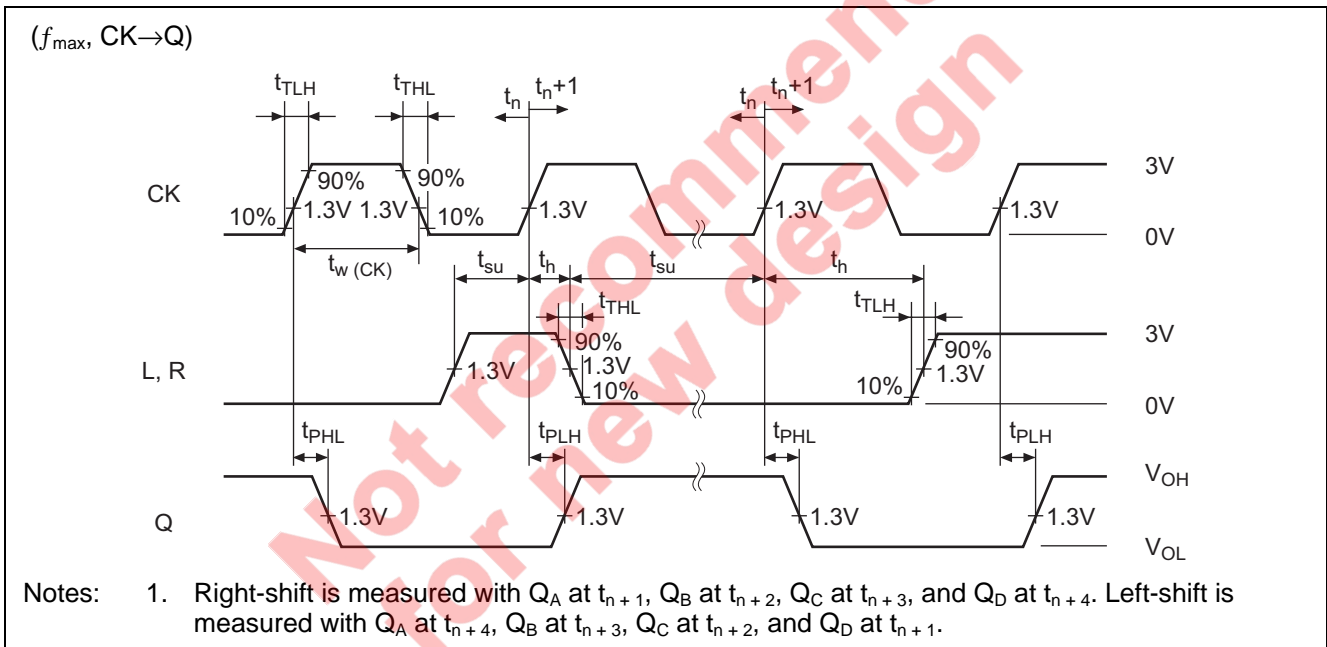 (fmax, CK→Q)
tTLH tTHL tn tn+1 tn tn+1
CK 90% 90% 3V
10% 1.3V 1.3V 10% 1.3V 1.3V 1.3V
0V
tw (CK) tsu th tsu th
tTHL tTLH
90% 3V
L, R 1.3V 1.3V 90%
10% 10% 1.3V
0V
tPHL tPLH tPHL tPLH
VOH
Q 1.3V 1.3V 1.3V 1.3V
VOL
Notes: 1. Right-shift is measured with QA at tn + 1, QB at tn + 2, QC at tn + 3, and QD at tn + 4. Left-shift is
measured with QA at tn + 4, QB at tn + 3, QC at tn + 2, and QD at tn + 1.
Not recommen
for new design